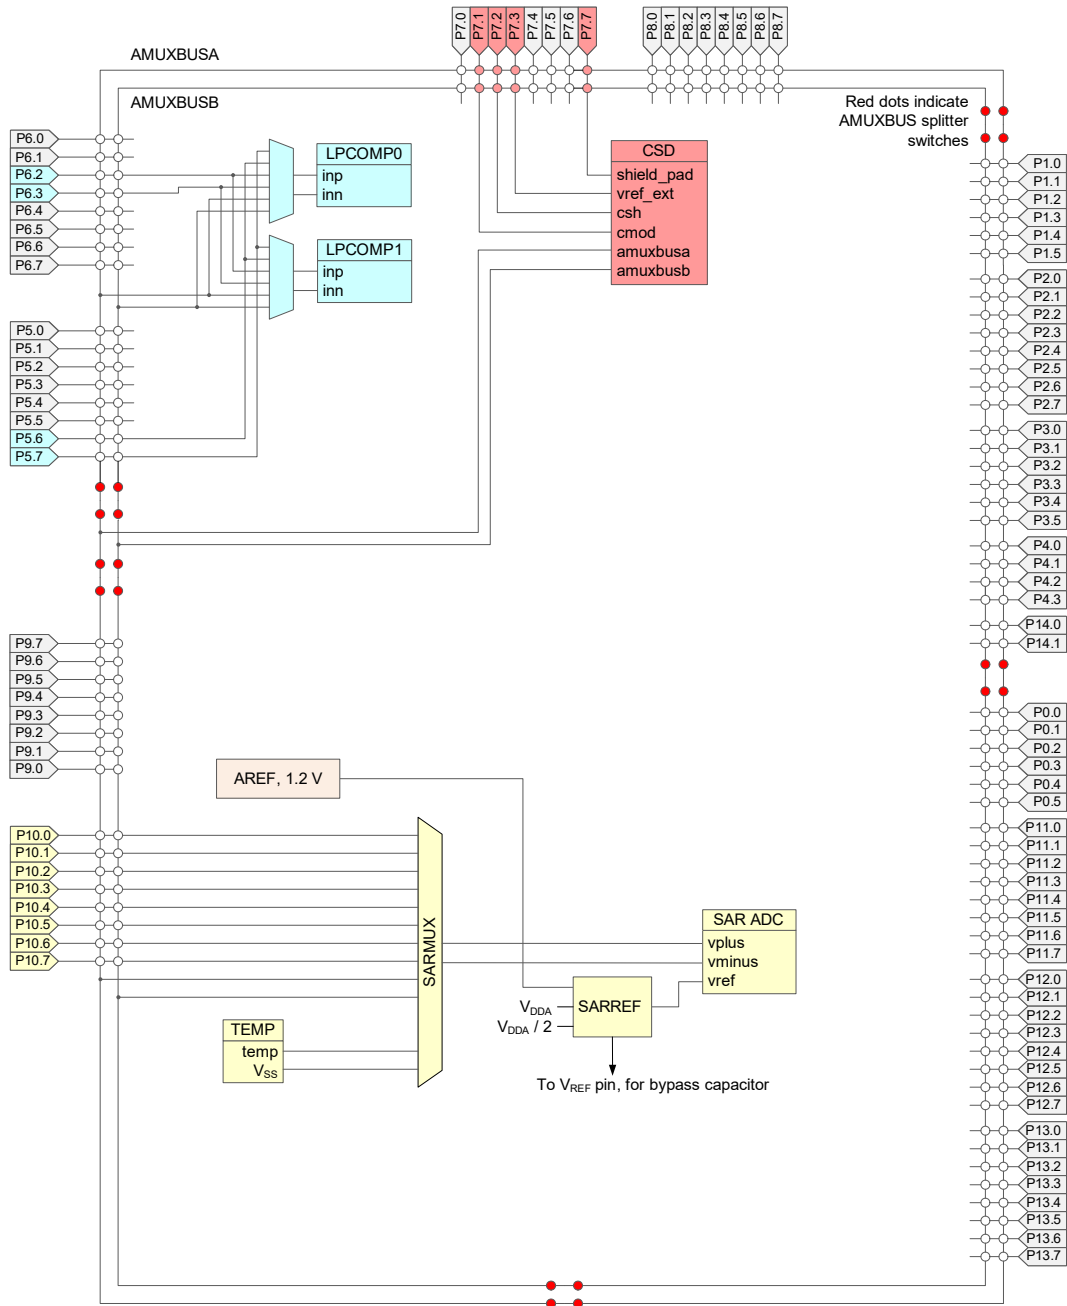 P7.0
P7.1
P7.2
P7.3
P7.4
P7.5
P7.6
P7.7
P8.0
P8.1
P8.2
P8.3
P8.4
P8.5
P8.6
P8.7
AMUXBUSA
AMUXBUSB
Red dots indicate
AMUXBUS splitter
switches
P6.0
P6.1
P6.2
P6.3
P6.4
P6.5
P6.6
P6.7
LPCOMP0
inp
inn
LPCOMP1
inp
inn
CSD
shield_pad
vref_ext
csh
cmod
amuxbusa
amuxbusb
P1.0
P1.1
P1.2
P1.3
P1.4
P1.5
P2.0
P2.1
P2.2
P2.3
P2.4
P2.5
P2.6
P2.7
P5.0
P5.1
P5.2
P5.3
P5.4
P5.5
P5.6
P5.7
P3.0
P3.1
P3.2
P3.3
P3.4
P3.5
P4.0
P4.1
P4.2
P4.3
P14.0
P14.1
P9.7
P9.6
P9.5
P9.4
P9.3
P9.2
P9.1
P9.0
P0.0
P0.1
P0.2
P0.3
P0.4
P0.5
AREF, 1.2 V
P10.0
P10.1
P10.2
P10.3
P10.4
P10.5
P10.6
P10.7
SARMUX
SAR ADC
vplus
vminus
vref
SARREF
VDDA
VDDA / 2
TEMP
temp
VSS
To VREF pin, for bypass capacitor
P11.0
P11.1
P11.2
P11.3
P11.4
P11.5
P11.6
P11.7
P12.0
P12.1
P12.2
P12.3
P12.4
P12.5
P12.6
P12.7
P13.0
P13.1
P13.2
P13.3
P13.4
P13.5
P13.6
P13.7